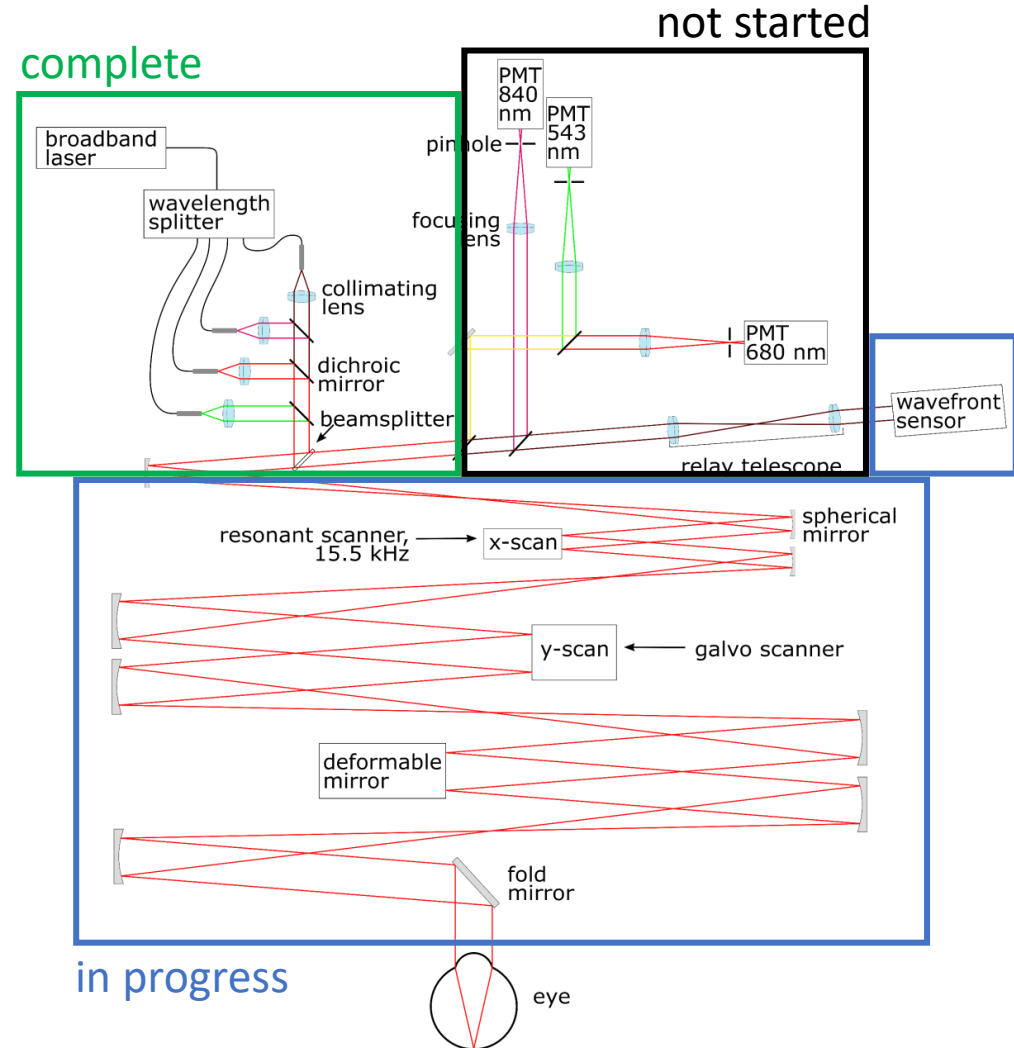 not started
complete
PMT
840
nm
PMT
543
nm
broadband
laser
pinhole
wavelength
splitter
focusing
lens
collimating
lens
PMT
680 nm
dichroic
mirror
beamsplitter
wavefront
sensor
relay telescope
resonant scanner,
15.5 kHz
x-scan
spherical
mirror
y-scan
galvo scanner
deformable
mirror
fold
mirror
in progress
eye